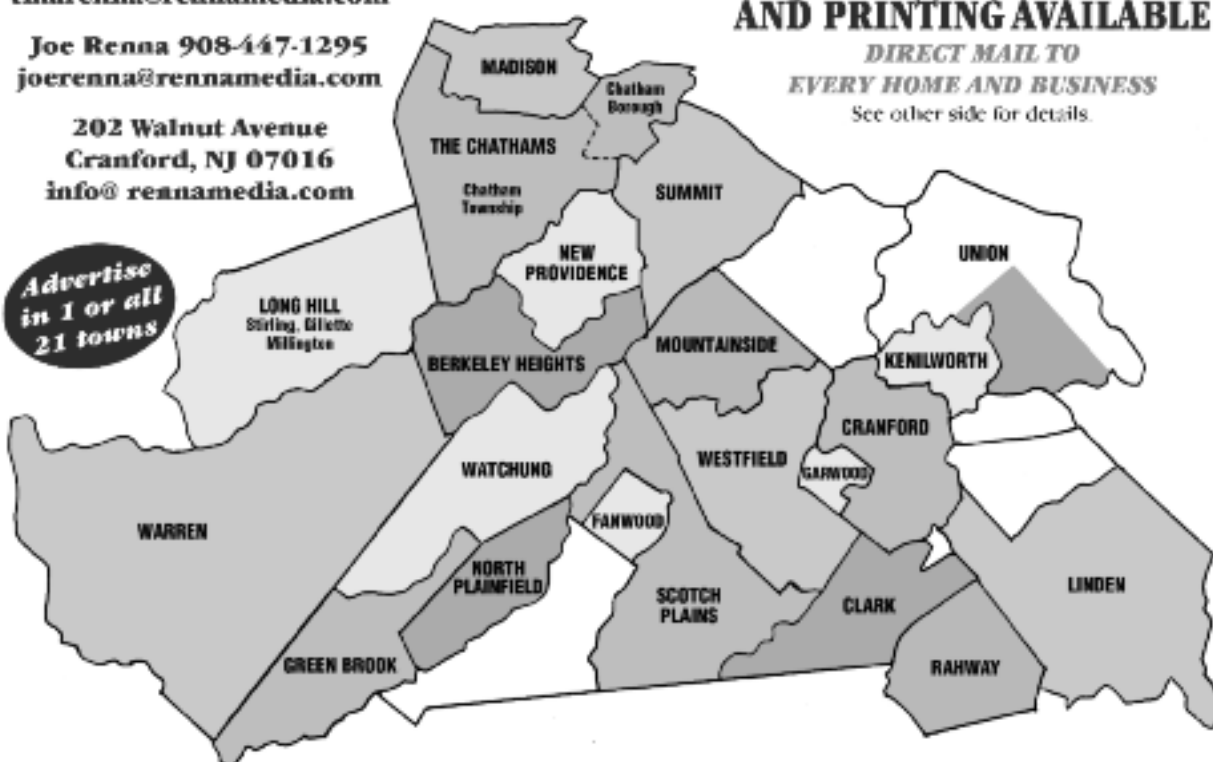 Joe Renna 908-447-1295
joerenna@rennamedia.com
202 Walnut Avenue
Cranford, NJ 07016
info@ rennamedia.com
AND PRINTING AVAILABLE
DIRECT MAIL TO
EVERY HOME AND BUSINESS
See other side for details.
Advertise
in 1 or all
21 towns
MADISON
Chatham
Borough
THE CHATHAMS
Chatham
Township
SUMMIT
NEW
PROVIDENCE
UNION
LONG HILL
Stirling, Gillette
Millington
BERKELEY HEIGHTS
MOUNTAINSIDE
KENILWORTH
CRANFORD
WATCHUNG
WESTFIELD
GARWOOD
WARREN
FANWOOD
NORTH
PLAINFIELD
SCOTCH
PLAINS
CLARK
LINDEN
GREEN BROOK
RAHWAY